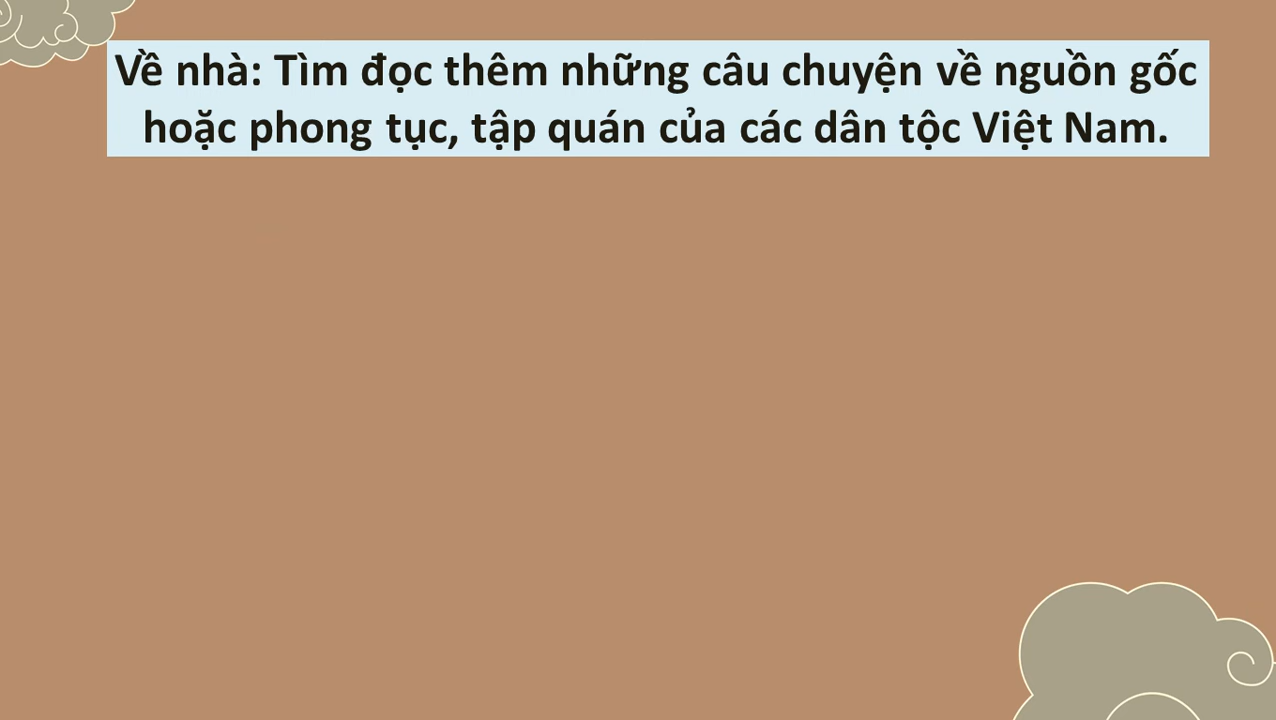 Về nhà: Tìm đọc thêm những câu chuyện về nguồn gốc
hoặc phong tục, tập quán của các dân tộc Việt Nam.